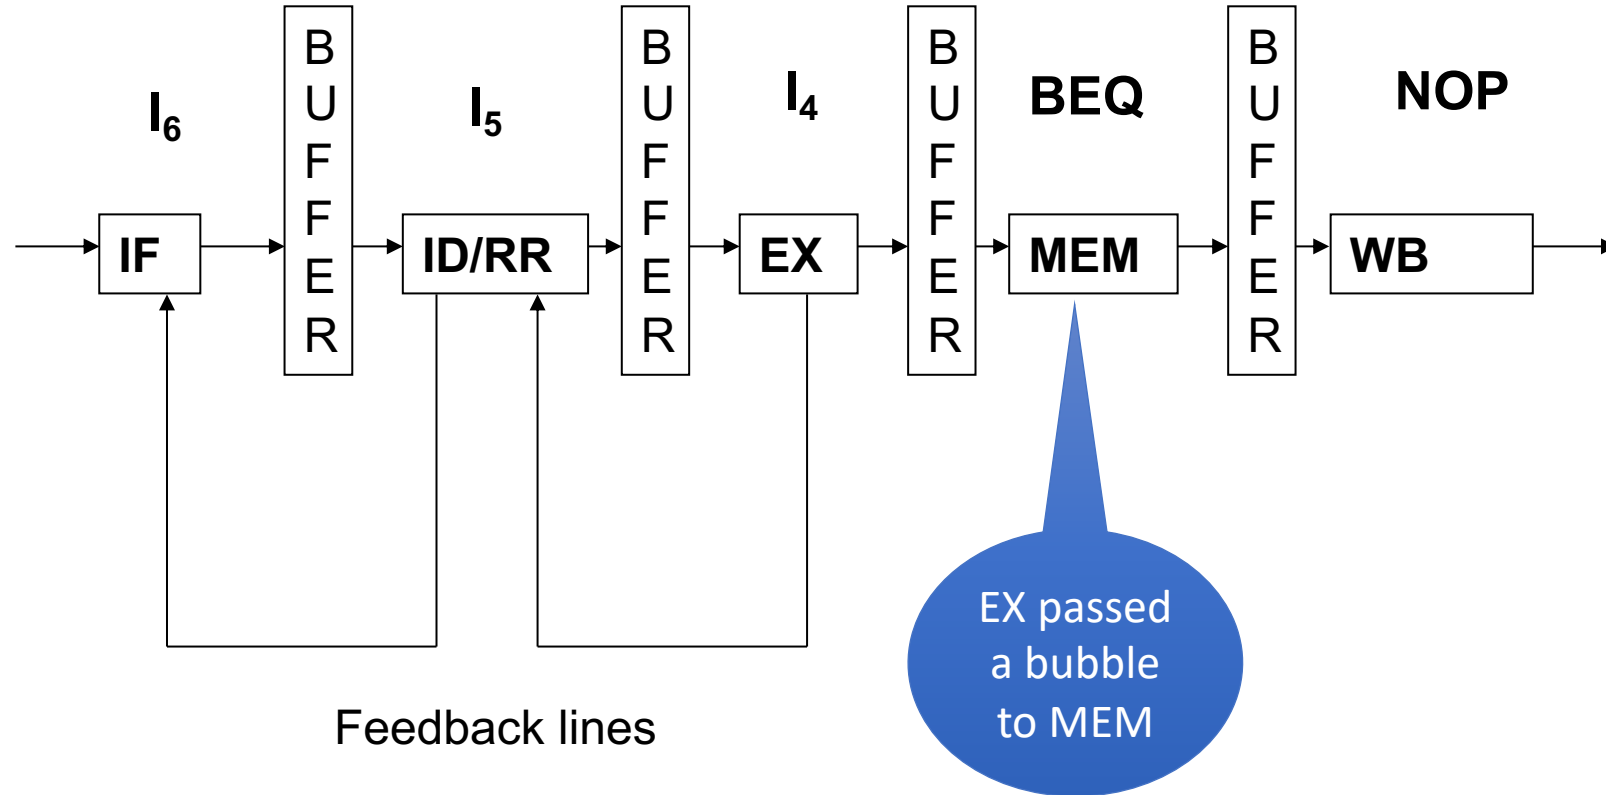 I6
I5
I4
BEQ
NOP
BUFFER
BUFFER
BUFFER
BUFFER
IF
ID/RR
EX
MEM
WB
EX passed
a bubble
to MEM
Feedback lines